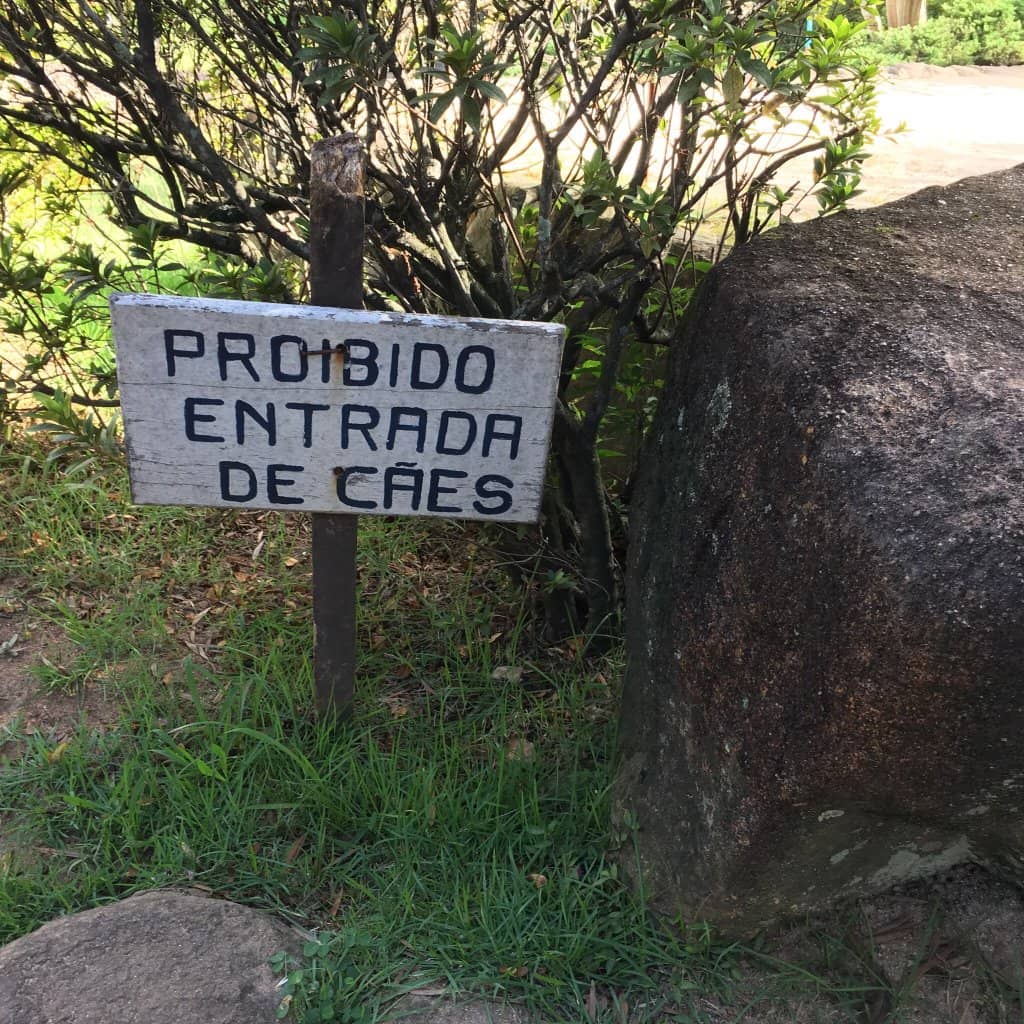 PROIBIDO
ENTRADA
DE CÃES